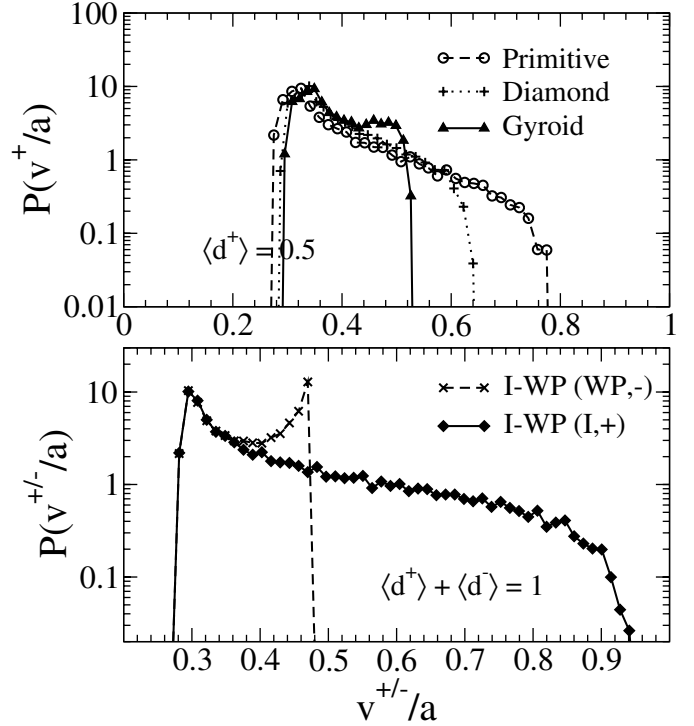 100
10
1
0.1
0.01
P(v⁺/a)
Primitive
Diamond
Gyroid
⟨d⁺⟩ = 0.5
0 0.2 0.4 0.6 0.8 1
10
1
0.1
P(v⁺/⁻/a)
I-WP (WP,-)
I-WP (I,+)
⟨d⁺⟩ + ⟨d⁻⟩ = 1
0.3 0.4 0.5 0.6 0.7 0.8 0.9
v⁺/⁻/a